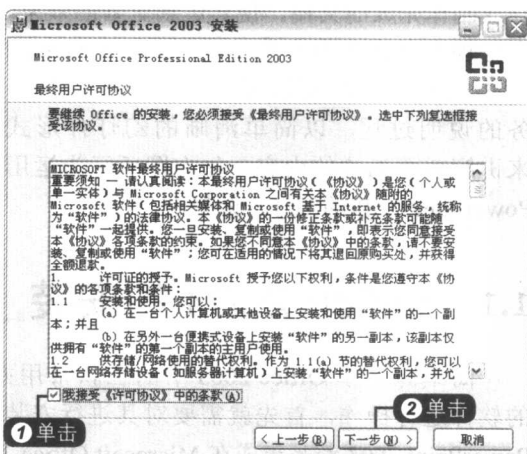 Microsoft Office 2003 安装
Microsoft Office Professional Edition 2003
最终用户许可协议
要继续 Office 的安装，您必须接受《最终用户许可协议》。选中下列复选框接
受该协议。
MICROSOFT 软件最终用户许可协议
重要须知 — 请认真阅读：本最终用户许可协议（《协议》）是您（个人或
单一实体）与 Microsoft Corporation 之间有关本《协议》随附的
Microsoft 软件（包括相关媒体和 Microsoft 基于 Internet 的服务，统称
为“软件”）的法律协议。本《协议》的一份修正条款或补充条款可能随
“软件”一起提供。您一旦安装、复制或使用“软件”，即表示您同意接受
本《协议》各项条款的约束。如果您不同意本《协议》中的条款，请不要安
装、复制或使用“软件”；您可在适用的情况下将其退回原购买处，并获得
全额退款。
1. 许可证的授予。Microsoft 授予您以下权利，条件是您遵守本《协
议》的各项条款和条件：
1.1 安装和使用。您可以：
(a) 在一台个人计算机或其他设备上安装和使用“软件”的一个副
本；并且
(b) 在另外一台便携式设备上安装“软件”的另一副本，该副本仅
供拥有“软件”的第一个副本的主用户使用。
1.2 供存储/网络使用的替代权利。作为 1.1(a) 节的替代权利，您可以
在一台网络存储设备（如服务器计算机）上安装“软件”的一个副本，并允
我接受《许可协议》中的条款(A)
1 单击
2 单击
< 上一步(B)
下一步(N) >
取消